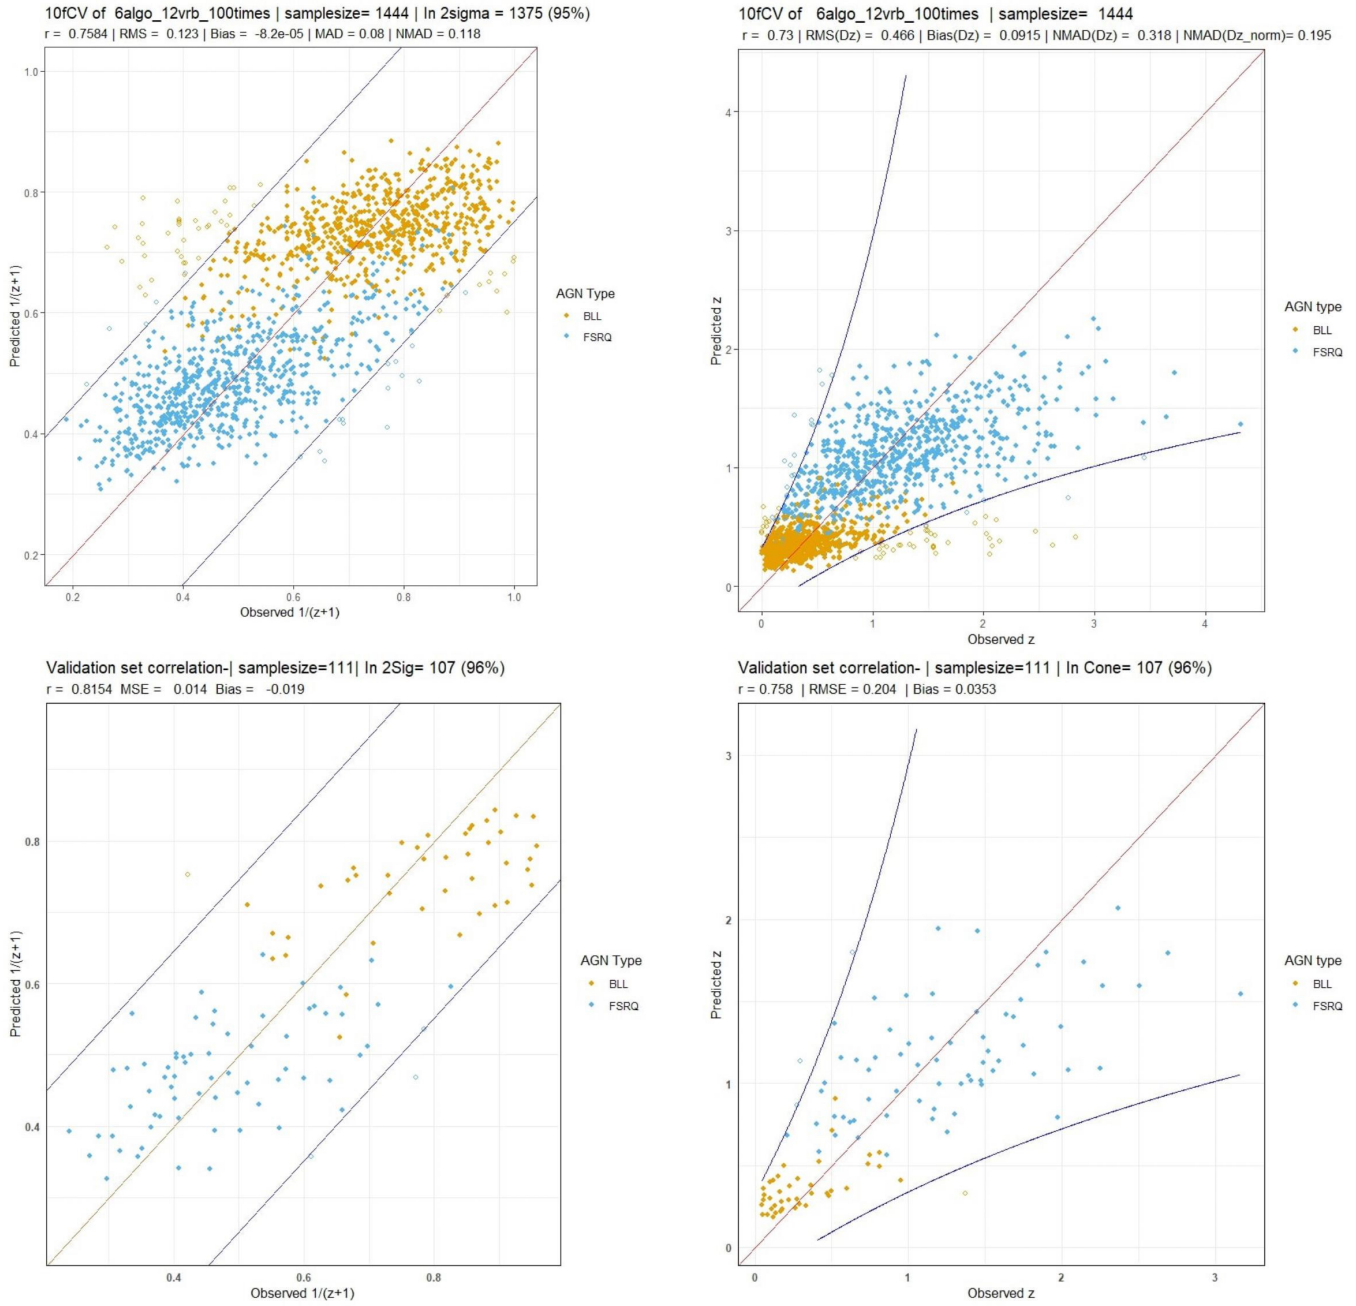 10fCV of 6algo_12vrb_100times | samplesize= 1444 | In 2sigma = 1375 (95%)
r = 0.7584 | RMS = 0.123 | Bias = -8.2e-05 | MAD = 0.08 | NMAD = 0.118
1.0
0.8
0.6
0.4
0.2
Predicted 1/(z+1)
0.2 0.4 0.6 0.8 1.0
Observed 1/(z+1)
AGN Type
BLL
FSRQ
10fCV of 6algo_12vrb_100times | samplesize= 1444
r = 0.73 | RMS(Dz) = 0.466 | Bias(Dz) = 0.0915 | NMAD(Dz) = 0.318 | NMAD(Dz_norm)= 0.195
4
3
2
1
0
Predicted z
0 1 2 3 4
Observed z
AGN type
BLL
FSRQ
Validation set correlation-| samplesize=111| In 2Sig= 107 (96%)
r = 0.8154 MSE = 0.014 Bias = -0.019
0.8
0.6
0.4
Predicted 1/(z+1)
0.4 0.6 0.8
Observed 1/(z+1)
AGN Type
BLL
FSRQ
Validation set correlation- | samplesize=111 | In Cone= 107 (96%)
r = 0.758 | RMSE = 0.204 | Bias = 0.0353
3
2
1
0
Predicted z
0 1 2 3
Observed z
AGN type
BLL
FSRQ